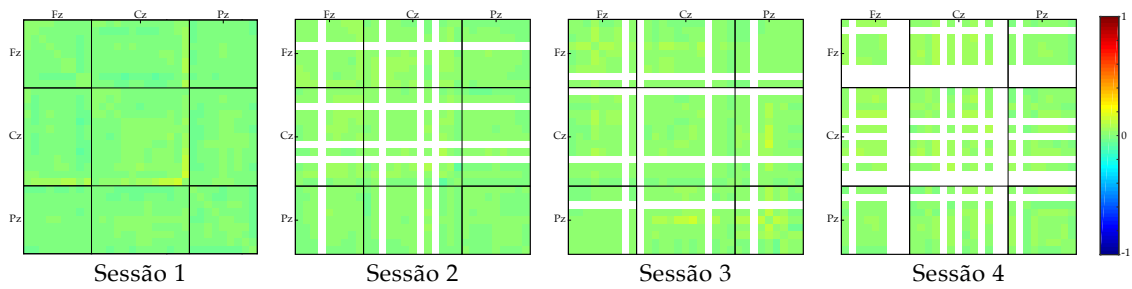 Fz Cz Pz Fz Cz Pz Fz Cz Pz Fz Cz Pz 1
Fz Fz Fz Fz
Cz Cz Cz Cz 0
Pz Pz Pz Pz
-1
Sessão 1 Sessão 2 Sessão 3 Sessão 4